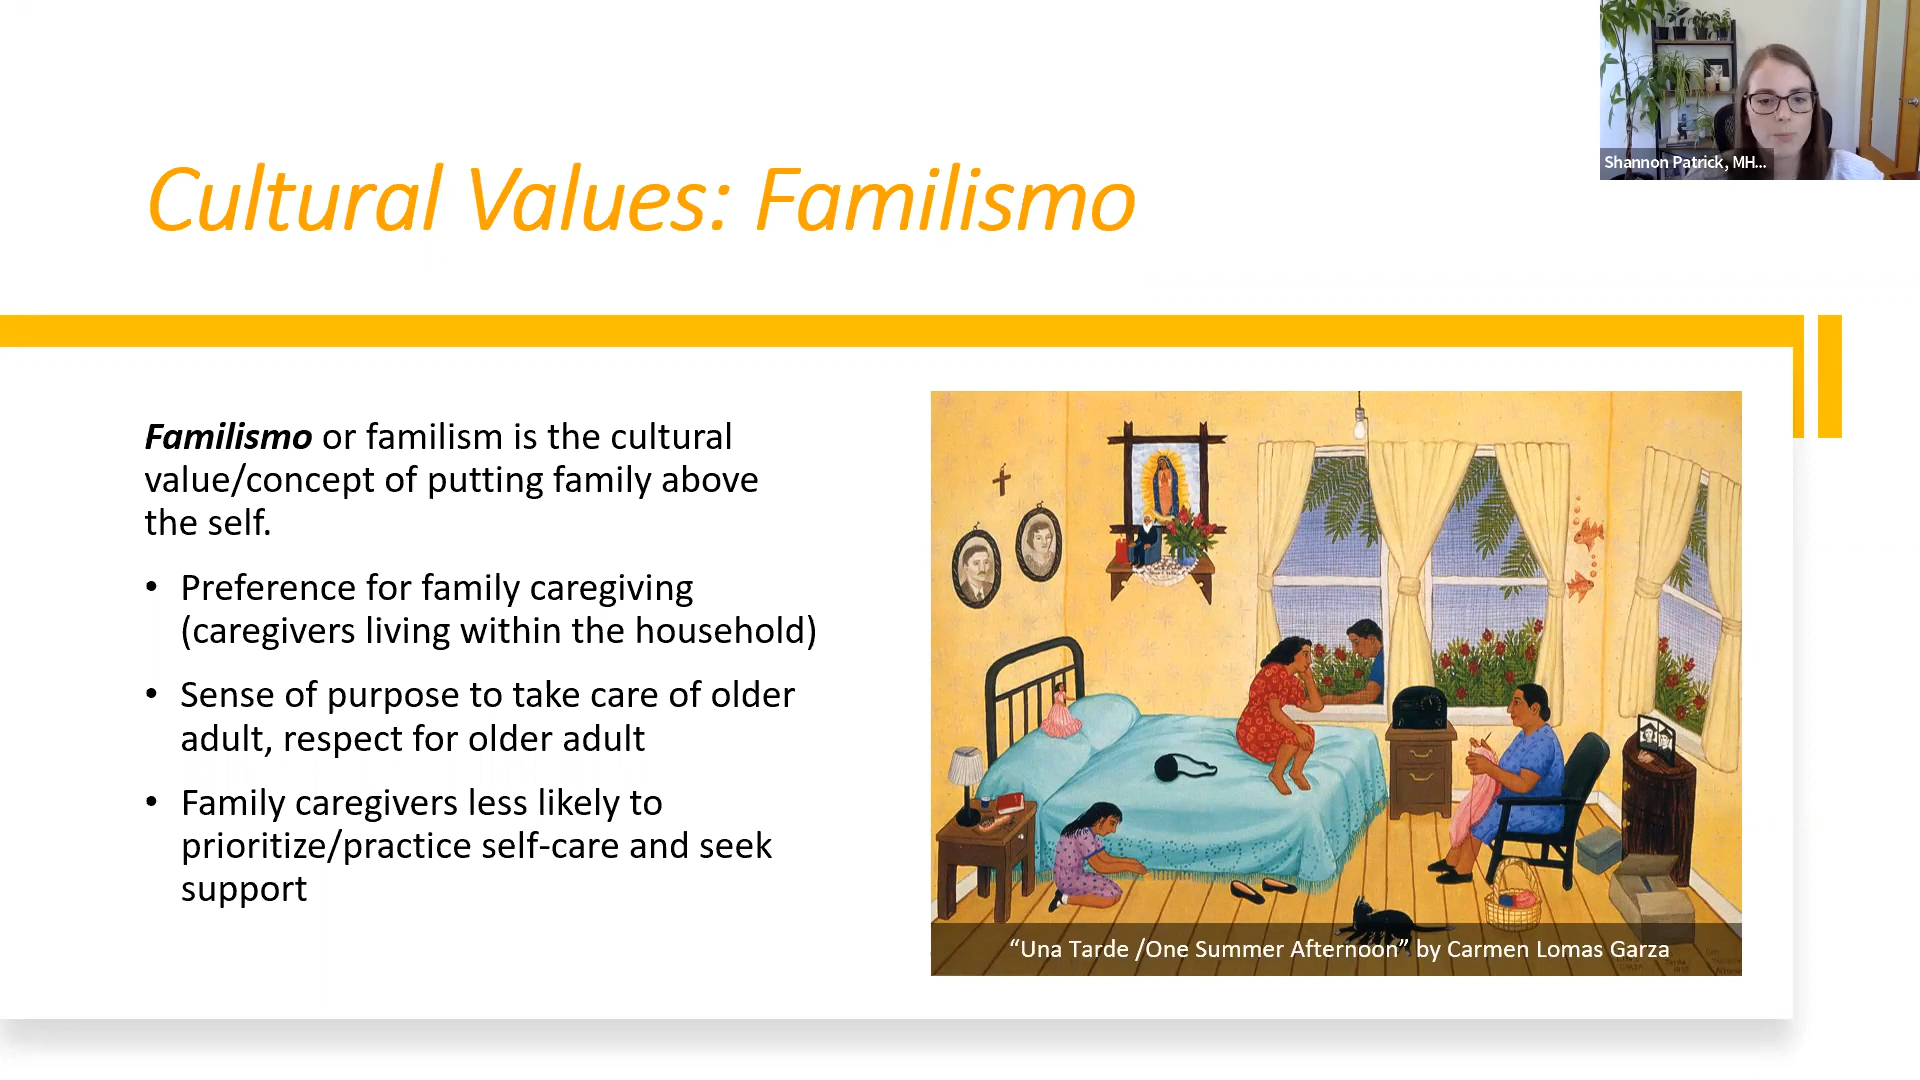 Shannon Patrick, MH...
Cultural Values: Familismo
Familismo or familism is the cultural
value/concept of putting family above
the self.
• Preference for family caregiving
(caregivers living within the household)
• Sense of purpose to take care of older
adult, respect for older adult
• Family caregivers less likely to
prioritize/practice self-care and seek
support
“Una Tarde /One Summer Afternoon” by Carmen Lomas Garza